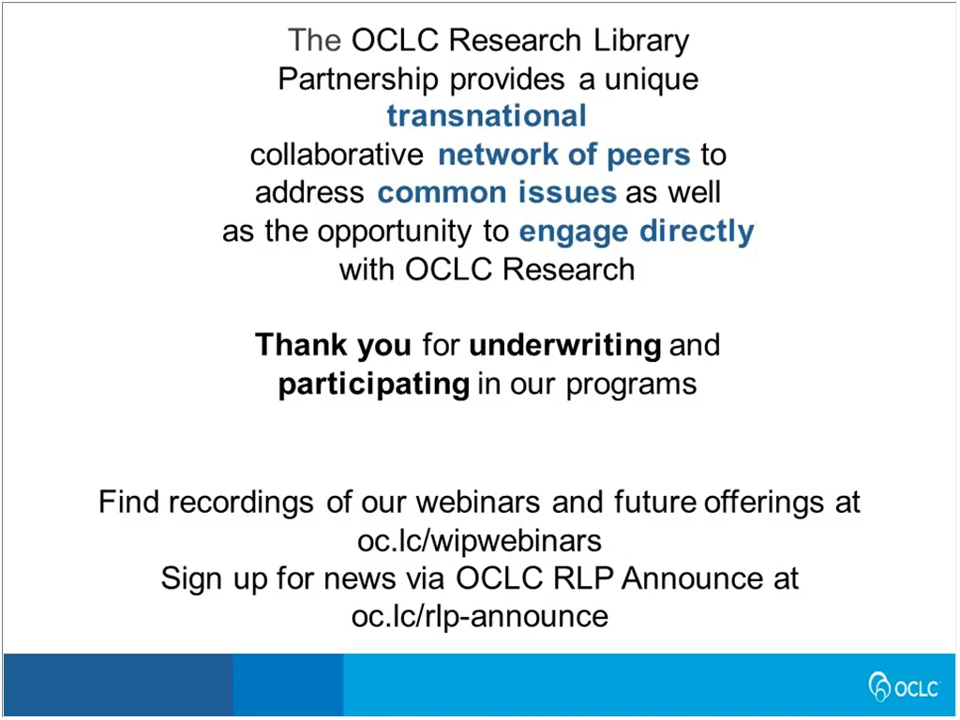 The OCLC Research Library
Partnership provides a unique
transnational
collaborative network of peers to
address common issues as well
as the opportunity to engage directly
with OCLC Research
Thank you for underwriting and
participating in our programs
Find recordings of our webinars and future offerings at
oc.lc/wipwebinars
Sign up for news via OCLC RLP Announce at
oc.lc/rlp-announce
OCLC